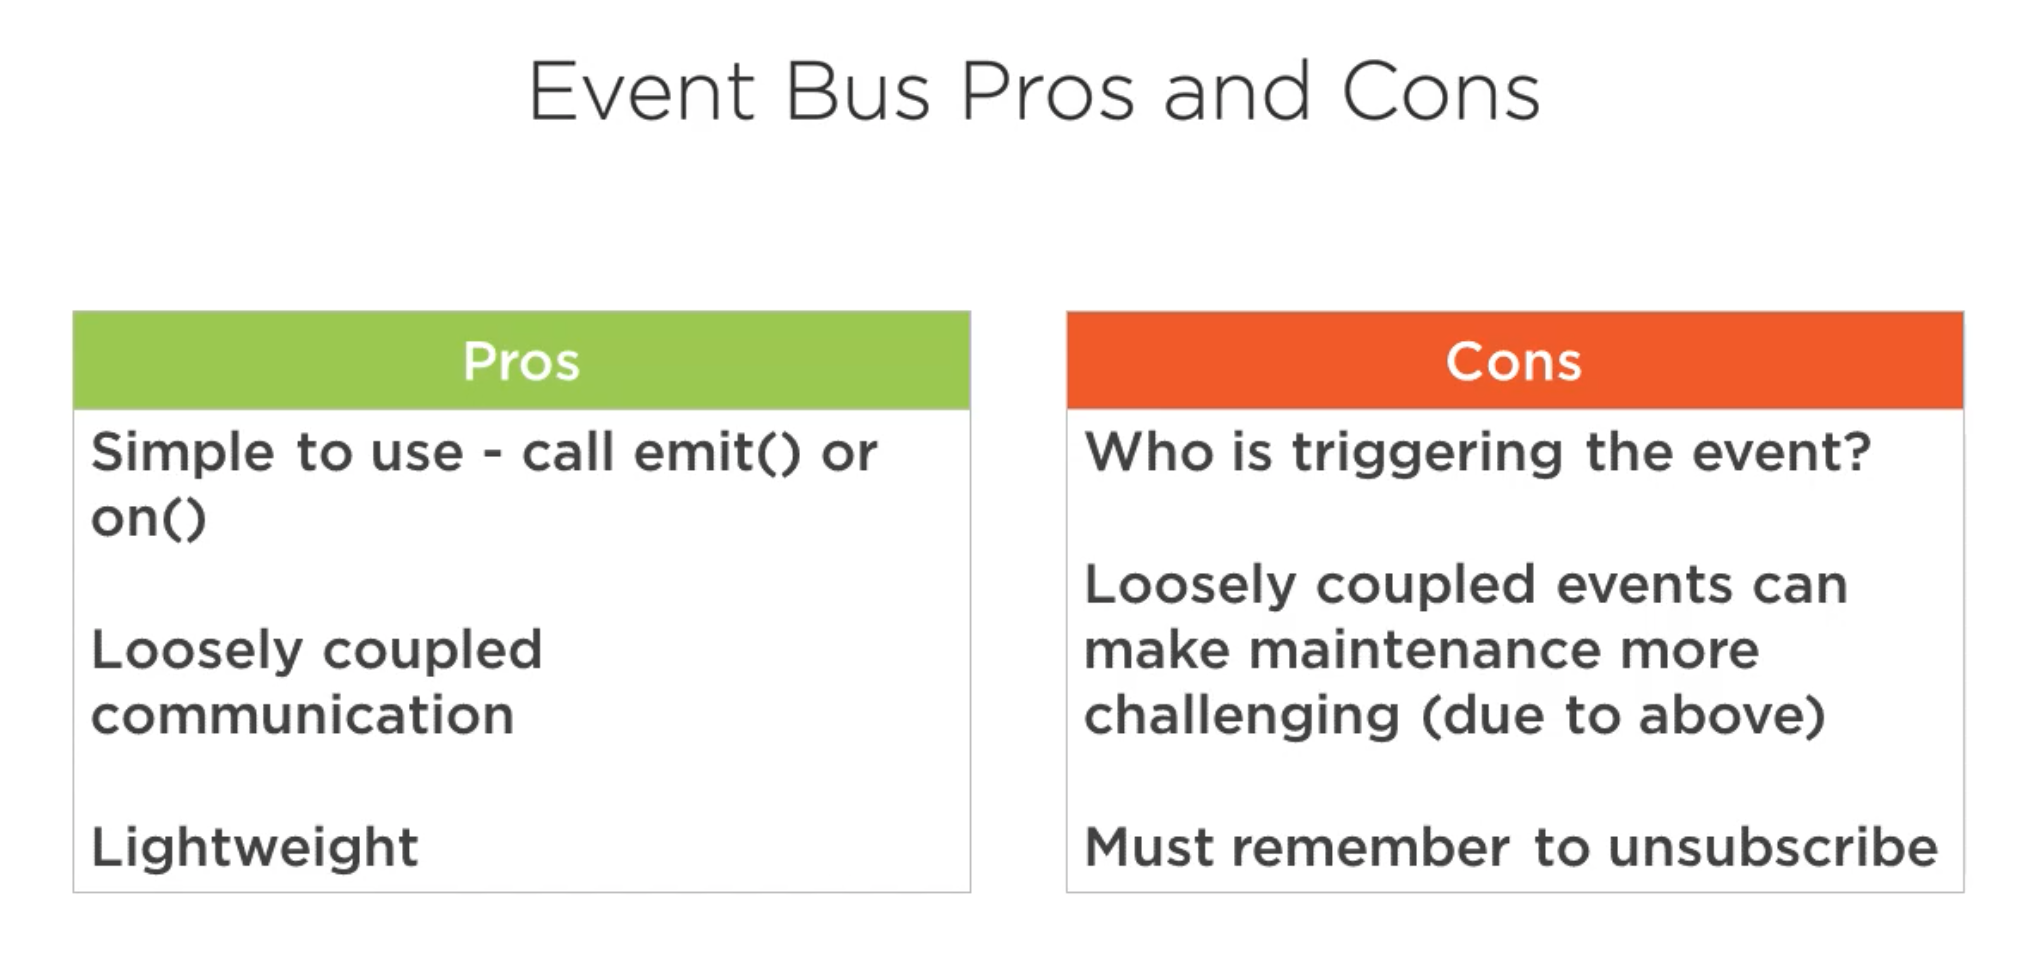 Event Bus Pros and Cons
Pros
Simple to use - call emit() or
on()
Loosely coupled
communication
Lightweight
Cons
Who is triggering the event?
Loosely coupled events can
make maintenance more
challenging (due to above)
Must remember to unsubscribe